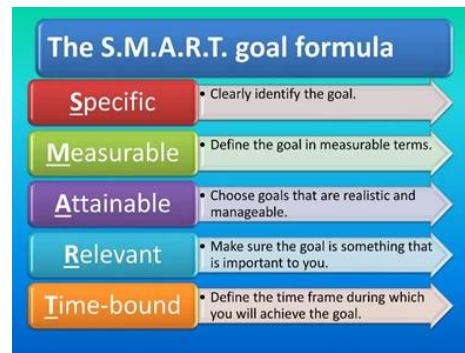 The S.M.A.R.T. goal formula
Specific
• Clearly identify the goal.
Measurable
• Define the goal in measurable terms.
Attainable
• Choose goals that are realistic and
manageable.
Relevant
• Make sure the goal is something that
is important to you.
Time-bound
• Define the time frame during which
you will achieve the goal.